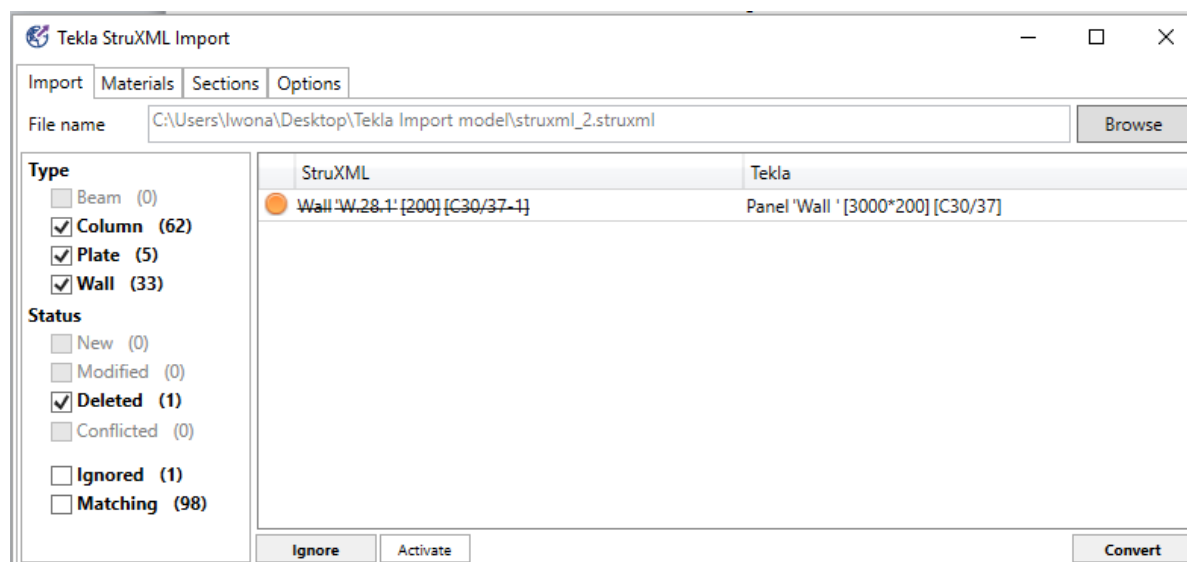 Tekla StruXML Import
Import Materials Sections Options
File name C:\Users\Iwona\Desktop\Tekla Import model\struxml_2.struxml Browse
Type
Beam (0)
Column (62)
Plate (5)
Wall (33)
Status
New (0)
Modified (0)
Deleted (1)
Conflicted (0)
Ignored (1)
Matching (98)
StruXML Tekla
Wall 'W.28.1' [200] [C30/37-1] Panel 'Wall ' [3000*200] [C30/37]
Ignore Activate Convert